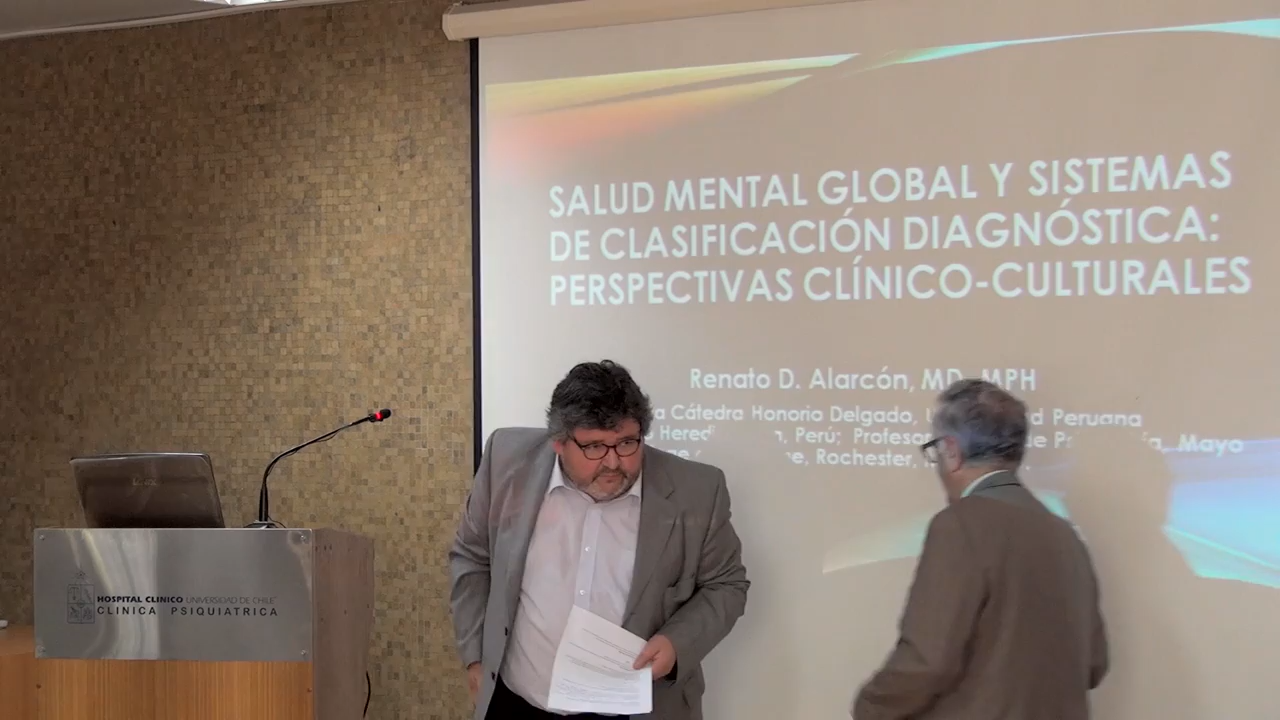 SALUD MENTAL GLOBAL Y SISTEMAS
DE CLASIFICACIÓN DIAGNÓSTICA:
PERSPECTIVAS CLÍNICO-CULTURALES
Renato D. Alarcón, MD, MPH
Cátedra Honorio Delgado, Peruana
Perú; Mayo
Rochester,
HOSPITAL CLINICO UNIVERSIDAD DE CHILE
CLINICA PSIQUIATRICA